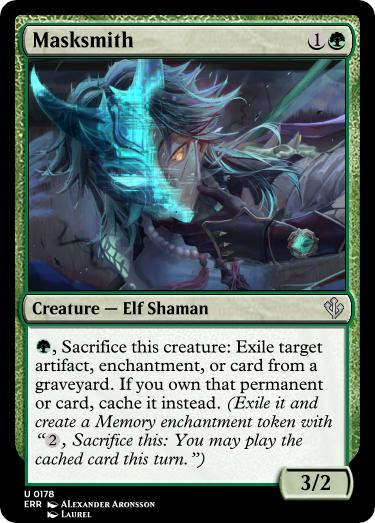 Masksmith 1
Creature — Elf Shaman
, Sacrifice this creature: Exile target
artifact, enchantment, or card from a
graveyard. If you own that permanent
or card, cache it instead. (Exile it and
create a Memory enchantment token with
“2, Sacrifice this: You may play the
cached card this turn.”)
3/2
U 0178
ERR ALEXANDER ARONSSON
LAUREL